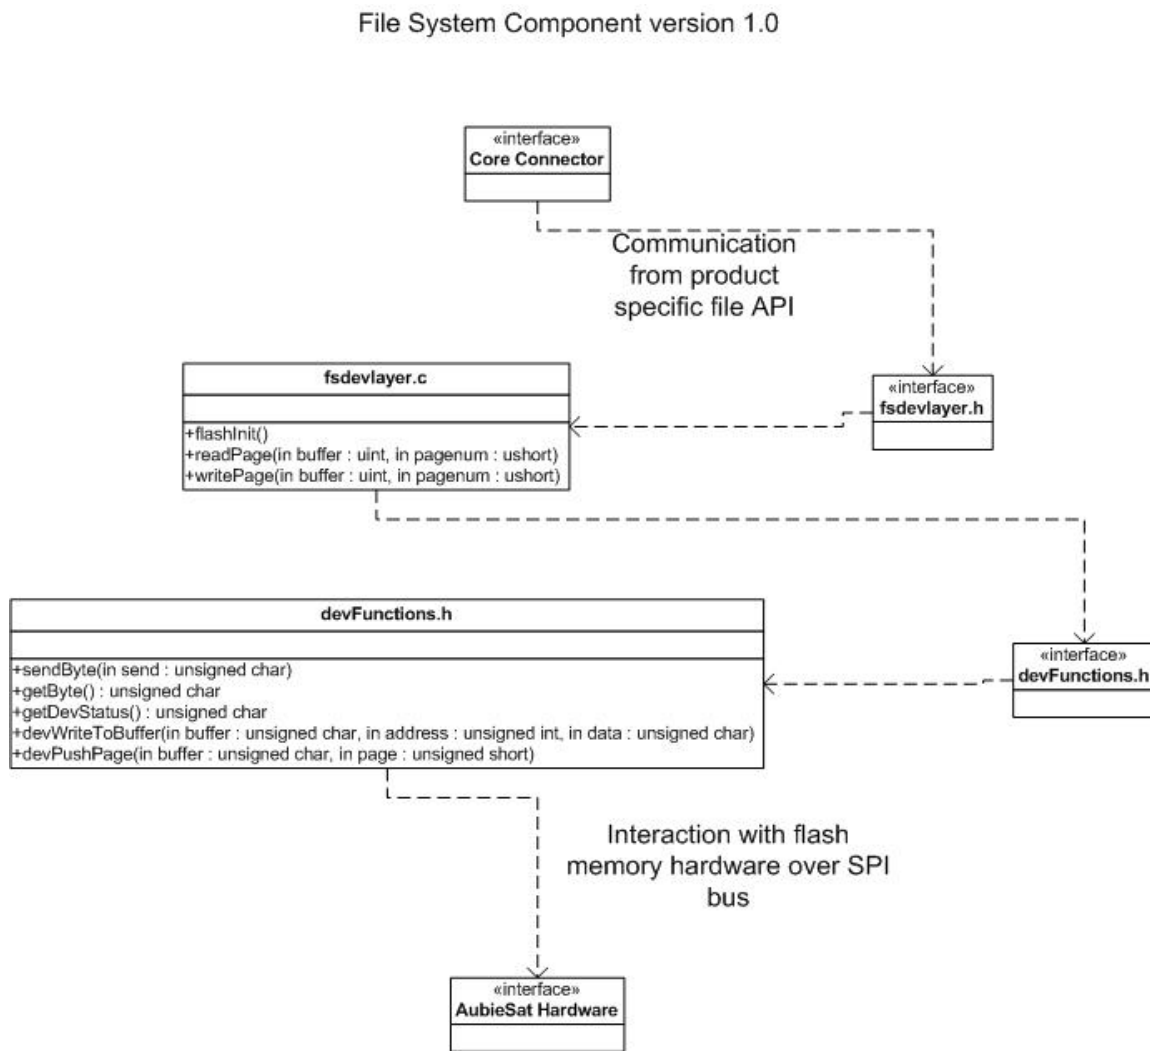 File System Component version 1.0
«interface»
Core Connector
Communication
from product
specific file API
fsdevlayer.c
+flashInit()
+readPage(in buffer : uint, in pagenum : ushort)
+writePage(in buffer : uint, in pagenum : ushort)
«interface»
fsdevlayer.h
devFunctions.h
+sendByte(in send : unsigned char)
+getByte() : unsigned char
+getDevStatus() : unsigned char
+devWriteToBuffer(in buffer : unsigned char, in address : unsigned int, in data : unsigned char)
+devPushPage(in buffer : unsigned char, in page : unsigned short)
«interface»
devFunctions.h
Interaction with flash
memory hardware over SPI
bus
«interface»
AubieSat Hardware